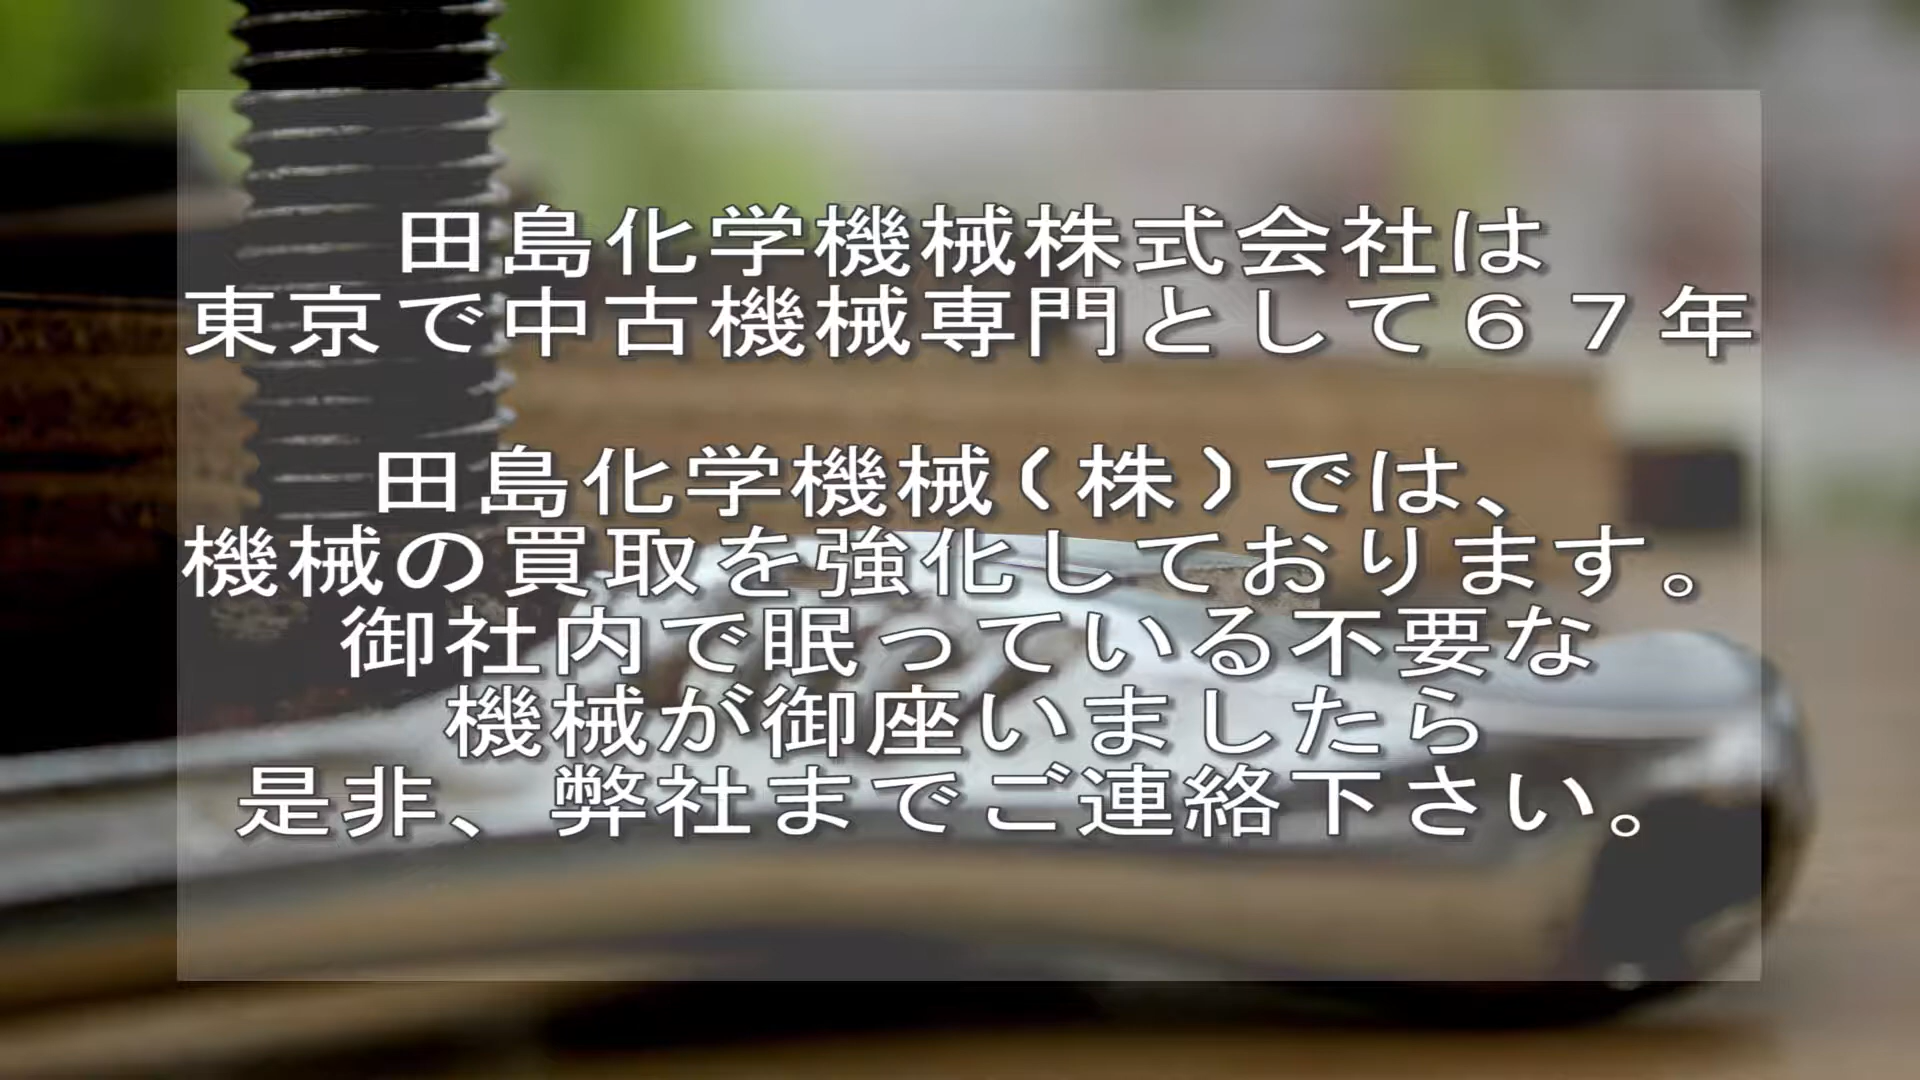 田島化学機械株式会社は
東京で中古機械専門として６７年
田島化学機械(株)では、
機械の買取を強化しております。
御社内で眠っている不要な
機械が御座いましたら
是非、弊社までご連絡下さい。